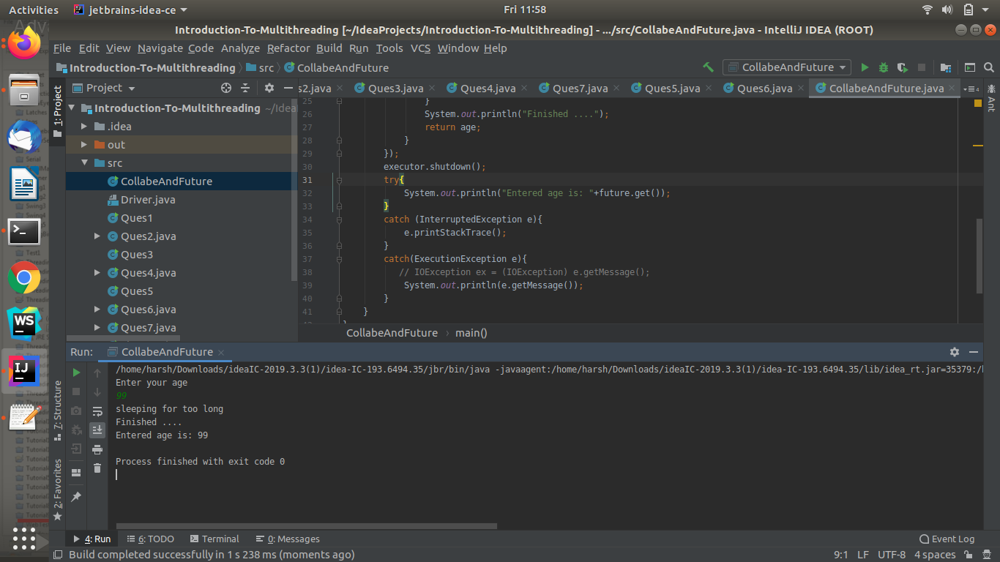 Activities jetbrains-idea-ce Fri 11:58
Introduction-To-Multithreading [~/IdeaProjects/Introduction-To-Multithreading] - .../src/CollabeAndFuture.java - IntelliJ IDEA (ROOT)
File Edit View Navigate Code Analyze Refactor Build Run Tools VCS Window Help
Introduction-To-Multithreading src CollabeAndFuture CollabeAndFuture
Project s2.java Ques3.java Ques4.java Ques7.java Ques5.java Ques6.java CollabeAndFuture.java 4
1: Project
Ant
Introduction-To-Multithreading ~/Idea
.idea
out
src
CollabeAndFuture
Driver.java
Ques1
Ques2.java
Ques3
Ques4.java
Ques5
Ques6.java
Ques7.java
25 }
26 System.out.println("Finished ....");
27 return age;
28 }
29 });
30 executor.shutdown();
31 try{
32 System.out.println("Entered age is: "+future.get());
33 }
34 catch (InterruptedException e){
35 e.printStackTrace();
36 }
37 catch(ExecutionException e){
38 // IOException ex = (IOException) e.getMessage();
39 System.out.println(e.getMessage());
40 }
41 }
CollabeAndFuture › main()
Run: CollabeAndFuture
/home/harsh/Downloads/ideaIC-2019.3.3(1)/idea-IC-193.6494.35/jbr/bin/java -javaagent:/home/harsh/Downloads/ideaIC-2019.3.3(1)/idea-IC-193.6494.35/lib/idea_rt.jar=35379:/
Enter your age
99
sleeping for too long
Finished ....
Entered age is: 99
Process finished with exit code 0
7: Structure
2: Favorites
4: Run 6: TODO Terminal 0: Messages Event Log
Build completed successfully in 1 s 238 ms (moments ago) 9:1 LF UTF-8 4 spaces
WS
IJ